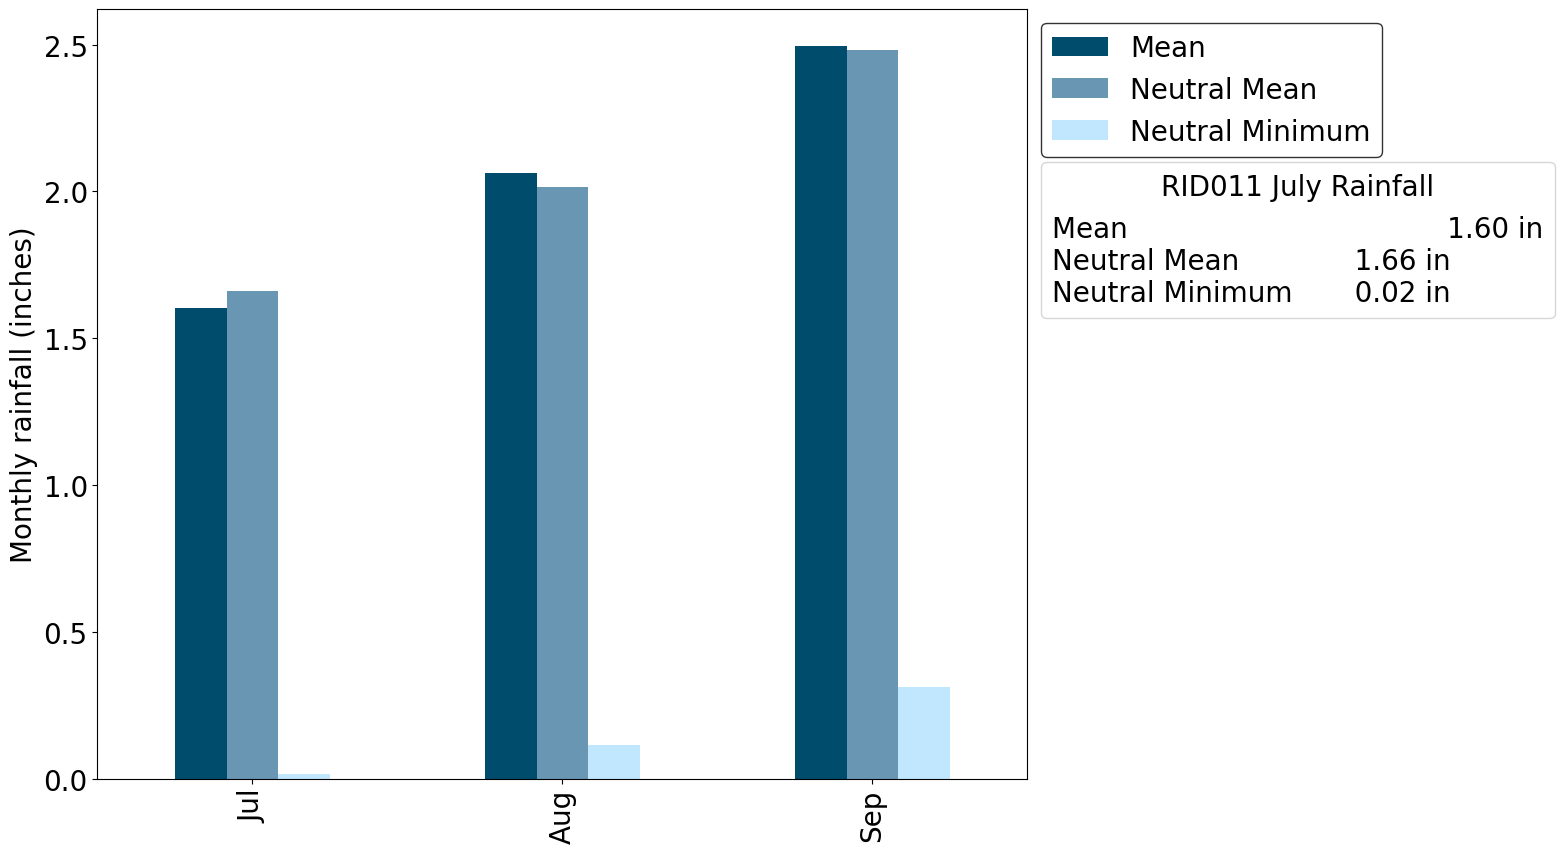 Monthly rainfall (inches)
2.5
2.0
1.5
1.0
0.5
0.0
Jul
Aug
Sep
Mean
Neutral Mean
Neutral Minimum
RID011 July Rainfall
Mean 1.60 in
Neutral Mean 1.66 in
Neutral Minimum 0.02 in